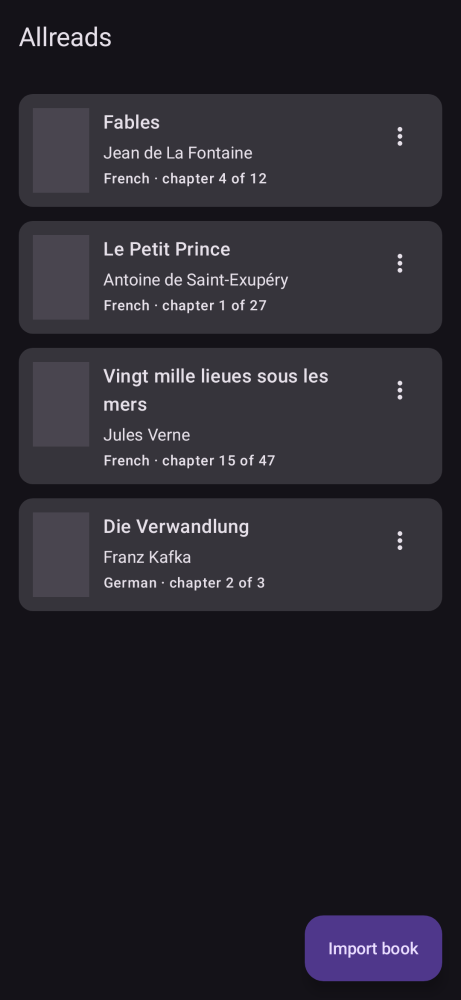 Allreads
Fables
Jean de La Fontaine
French · chapter 4 of 12
Le Petit Prince
Antoine de Saint-Exupéry
French · chapter 1 of 27
Vingt mille lieues sous les
mers
Jules Verne
French · chapter 15 of 47
Die Verwandlung
Franz Kafka
German · chapter 2 of 3
Import book